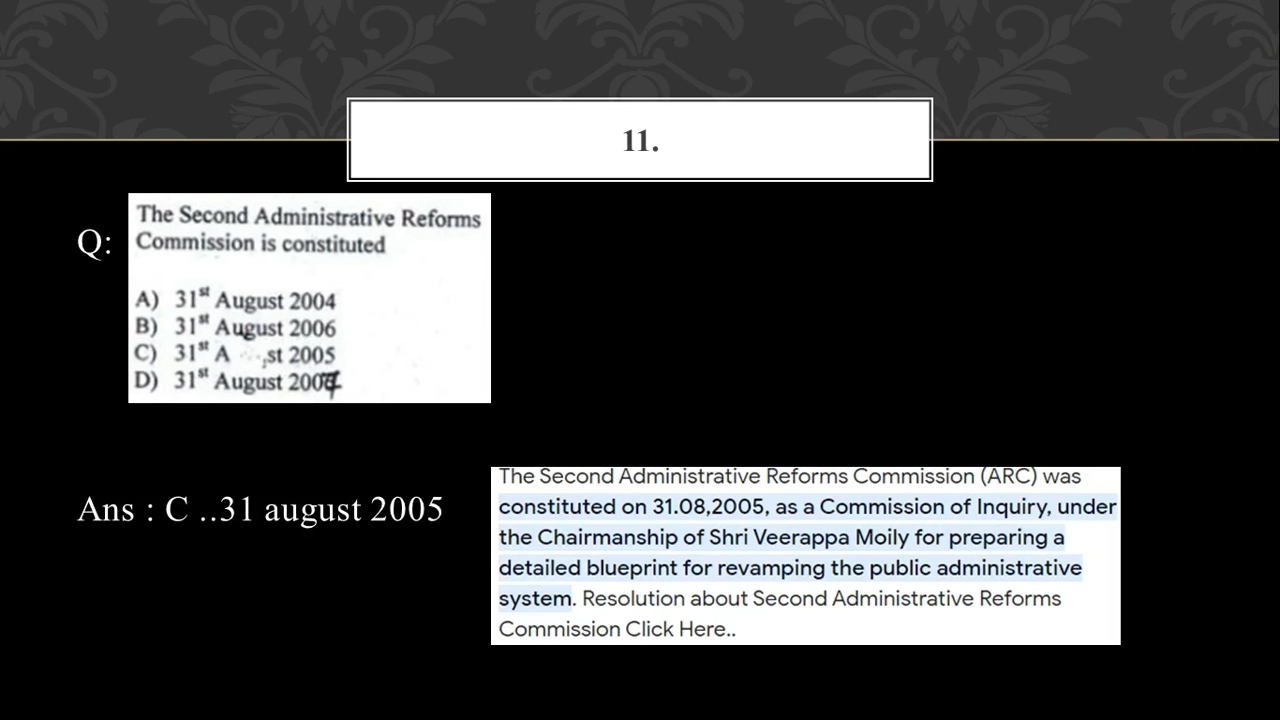 11.
Q:
The Second Administrative Reforms
Commission is constituted
A) 31st August 2004
B) 31st August 2006
C) 31st A st 2005
D) 31st August
Ans : C ..31 august 2005
The Second Administrative Reforms Commission (ARC) was
constituted on 31.08,2005, as a Commission of Inquiry, under
the Chairmanship of Shri Veerappa Moily for preparing a
detailed blueprint for revamping the public administrative
system. Resolution about Second Administrative Reforms
Commission Click Here..